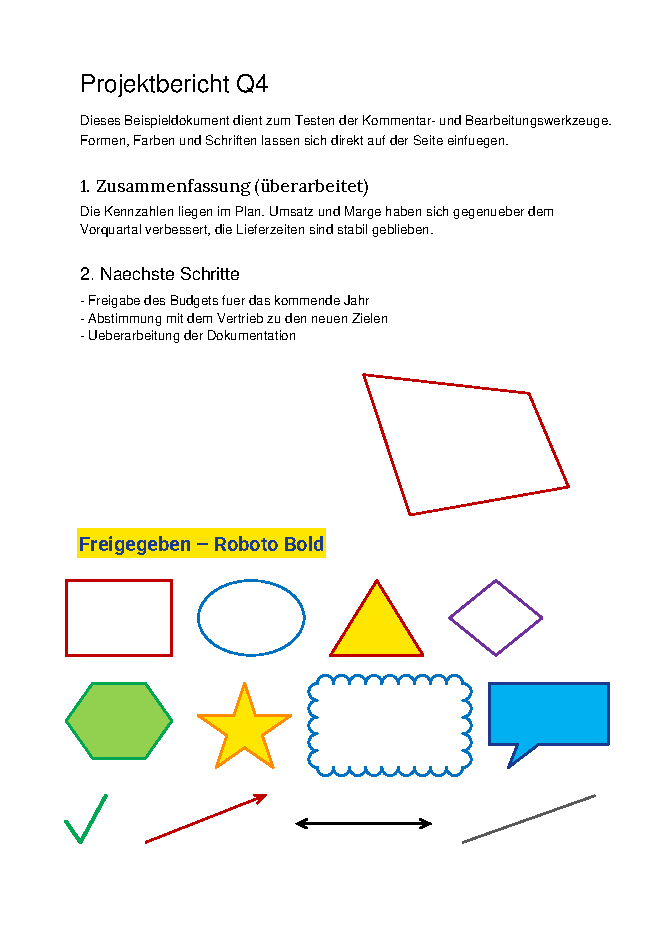 Projektbericht Q4
Dieses Beispieldokument dient zum Testen der Kommentar- und Bearbeitungswerkzeuge.
Formen, Farben und Schriften lassen sich direkt auf der Seite einfuegen.
1. Zusammenfassung (überarbeitet)
Die Kennzahlen liegen im Plan. Umsatz und Marge haben sich gegenueber dem
Vorquartal verbessert, die Lieferzeiten sind stabil geblieben.
2. Naechste Schritte
- Freigabe des Budgets fuer das kommende Jahr
- Abstimmung mit dem Vertrieb zu den neuen Zielen
- Ueberarbeitung der Dokumentation
Freigegeben – Roboto Bold